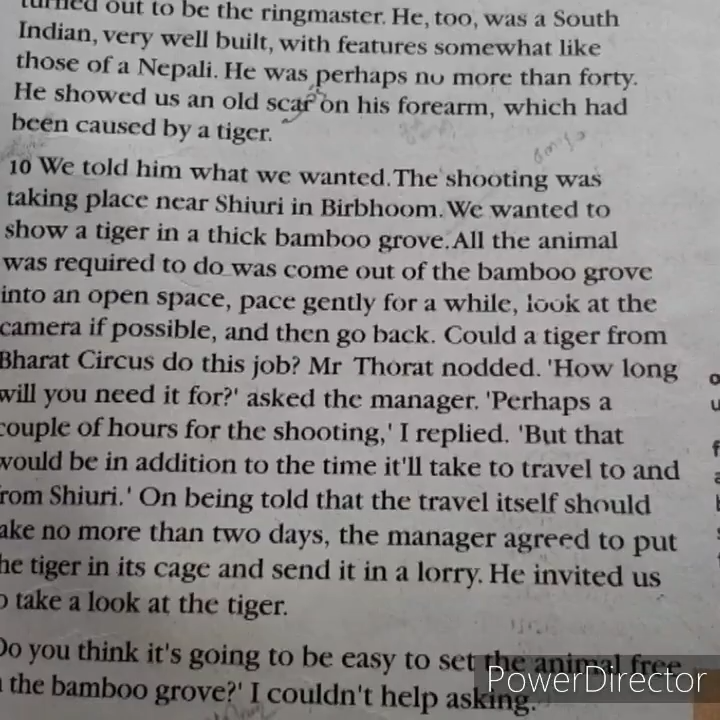 turned out to be the ringmaster. He, too, was a South
Indian, very well built, with features somewhat like
those of a Nepali. He was perhaps no more than forty.
He showed us an old scar on his forearm, which had
been caused by a tiger.
10 We told him what we wanted. The shooting was
taking place near Shiuri in Birbhoom. We wanted to
show a tiger in a thick bamboo grove. All the animal
was required to do was come out of the bamboo grove
into an open space, pace gently for a while, look at the
camera if possible, and then go back. Could a tiger from
Bharat Circus do this job? Mr Thorat nodded. 'How long
will you need it for?' asked the manager. 'Perhaps a
couple of hours for the shooting,' I replied. 'But that
would be in addition to the time it'll take to travel to and
from Shiuri.' On being told that the travel itself should
take no more than two days, the manager agreed to put
the tiger in its cage and send it in a lorry. He invited us
to take a look at the tiger.
Do you think it's going to be easy to set the animal free
the bamboo grove?' I couldn't help asking.
PowerDirector